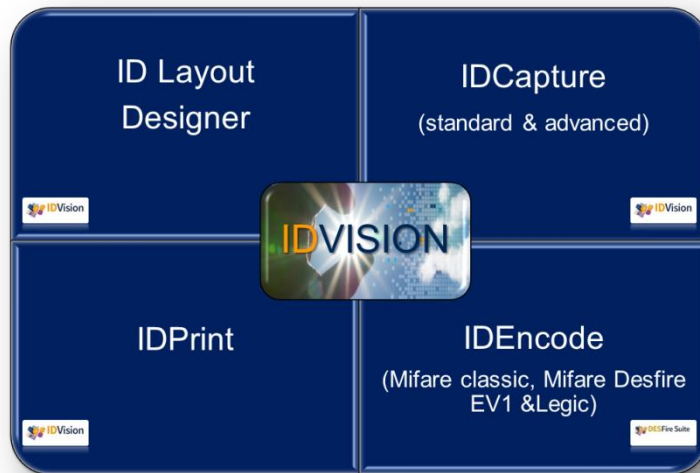 ID Layout
Designer
IDVision
IDCapture
(standard & advanced)
IDVision
IDVISION
IDPrint
IDVision
IDEncode
(Mifare classic, Mifare Desfire
EV1 &Legic)
DESFire Suite